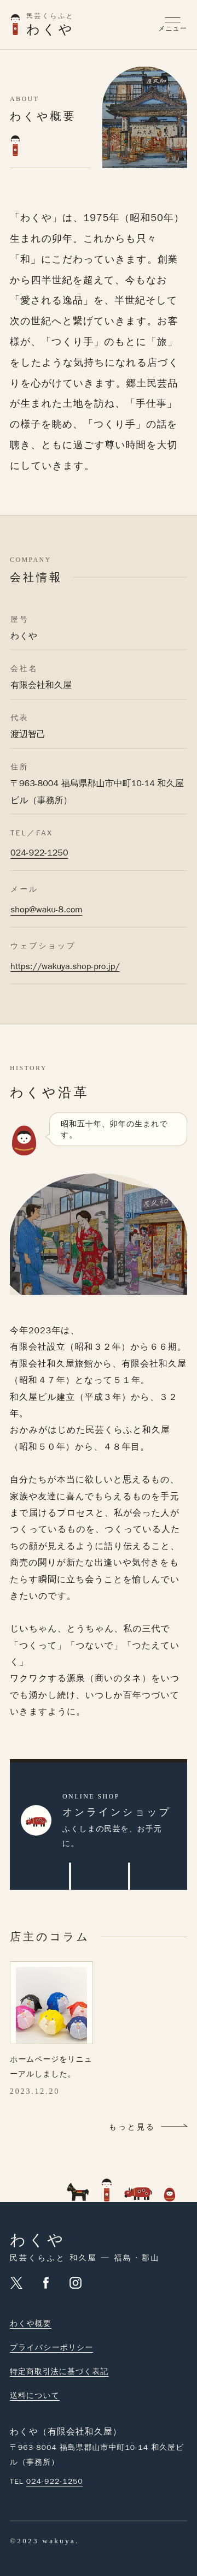 民芸くらふと
わくや
メニュー
ABOUT
わくや概要
「わくや」は、1975年（昭和50年）
生まれの卯年。これからも只々
「和」にこだわっていきます。創業
から四半世紀を超えて、今もなお
「愛される逸品」を、半世紀そして
次の世紀へと繋げていきます。お客
様が、「つくり手」のもとに「旅」
をしたような気持ちになれる店づく
りを心がけていきます。郷土民芸品
が生まれた土地を訪ね、「手仕事」
の様子を眺め、「つくり手」の話を
聴き、ともに過ごす尊い時間を大切
にしていきます。
COMPANY
会社情報
屋号
わくや
会社名
有限会社和久屋
代表
渡辺智己
住所
〒963-8004 福島県郡山市中町10-14 和久屋
ビル（事務所）
TEL／FAX
024-922-1250
メール
shop@waku-8.com
ウェブショップ
https://wakuya.shop-pro.jp/
HISTORY
わくや沿革
昭和五十年、卯年の生まれで
す。
今年2023年は、
有限会社設立（昭和３２年）から６６期。
有限会社和久屋旅館から、有限会社和久屋
（昭和４７年）となって５１年。
和久屋ビル建立（平成３年）から、３２
年。
おかみがはじめた民芸くらふと和久屋
（昭和５０年）から、４８年目。
自分たちが本当に欲しいと思えるもの、
家族や友達に喜んでもらえるものを手元
まで届けるプロセスと、私が会った人が
つくっているものを、つくっている人た
ちの顔が見えるように語り伝えること、
商売の関りが新たな出逢いや気付きをも
たらす瞬間に立ち会うことを愉しんでい
きたいのです。
じいちゃん、とうちゃん、私の三代で
「つくって」「つないで」「つたえてい
く」
ワクワクする源泉（商いのタネ）をいつ
でも湧かし続け、いつしか百年つづいて
いきますように。
ONLINE SHOP
オンラインショップ
ふくしまの民芸を、お手元
に。
店主のコラム
ホームページをリニュ
ーアルしました。
2023.12.20
もっと見る
わくや
民芸くらふと 和久屋 ― 福島・郡山
わくや概要
プライバシーポリシー
特定商取引法に基づく表記
送料について
わくや（有限会社和久屋）
〒963-8004 福島県郡山市中町10-14 和久屋ビ
ル（事務所）
TEL 024-922-1250
©2023 wakuya.